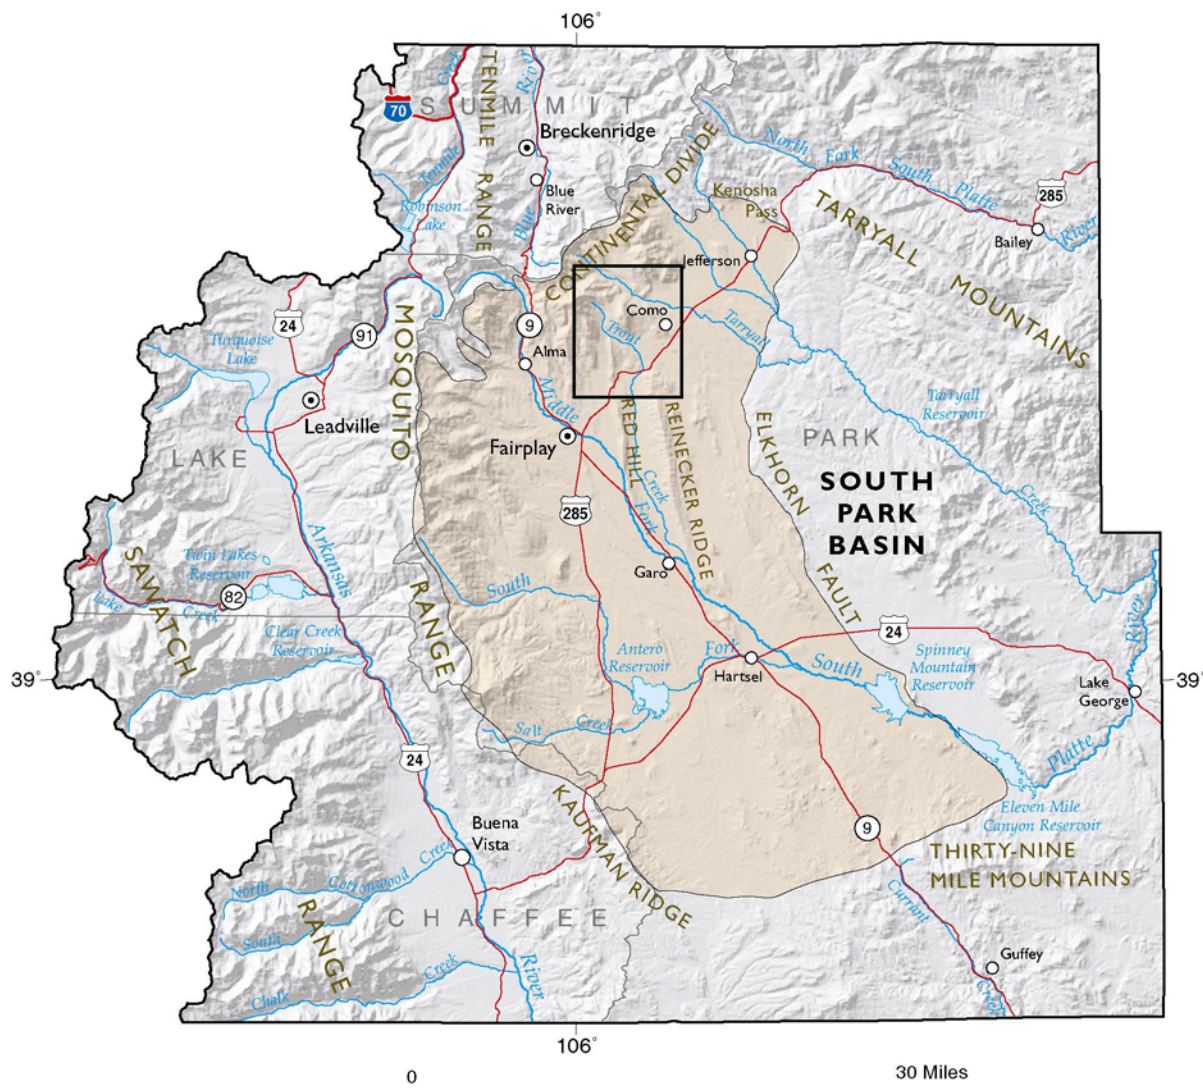 106°
Creek
River
TENMILE RANGE
70
SUMMIT
Breckenridge
Blue
River
Tenmile
Robinson
Lake
Blue
CONTINENTAL DIVIDE
North Fork South Platte River
285
Kenosha
Pass
Bailey
TARRYALL MOUNTAINS
Jefferson
24
91
9
Como
Trout
Tarryall
Turquoise
Lake
Alma
MOSQUITO RANGE
Middle Fork
Leadville
Fairplay
RED HILL
REINECKER RIDGE
Creek
ELKHORN FAULT
Tarryall
Reservoir
Creek
LAKE
PARK
SOUTH
PARK
BASIN
285
SAWATCH RANGE
Twin Lakes
Reservoir
82
Lake Creek
Arkansas River
Garo
South Fork South Platte River
Clear Creek
Reservoir
24
Antero
Reservoir
Hartsel
Spinney
Mountain
Reservoir
39°
Lake
George
39°
Salt Creek
24
KAUFMAN RIDGE
Buena
Vista
9
Eleven Mile
Canyon Reservoir
THIRTY-NINE
MILE MOUNTAINS
North Cottonwood Creek
South
CHAFFEE
Currant Creek
Guffey
Chalk Creek
106°
0 30 Miles